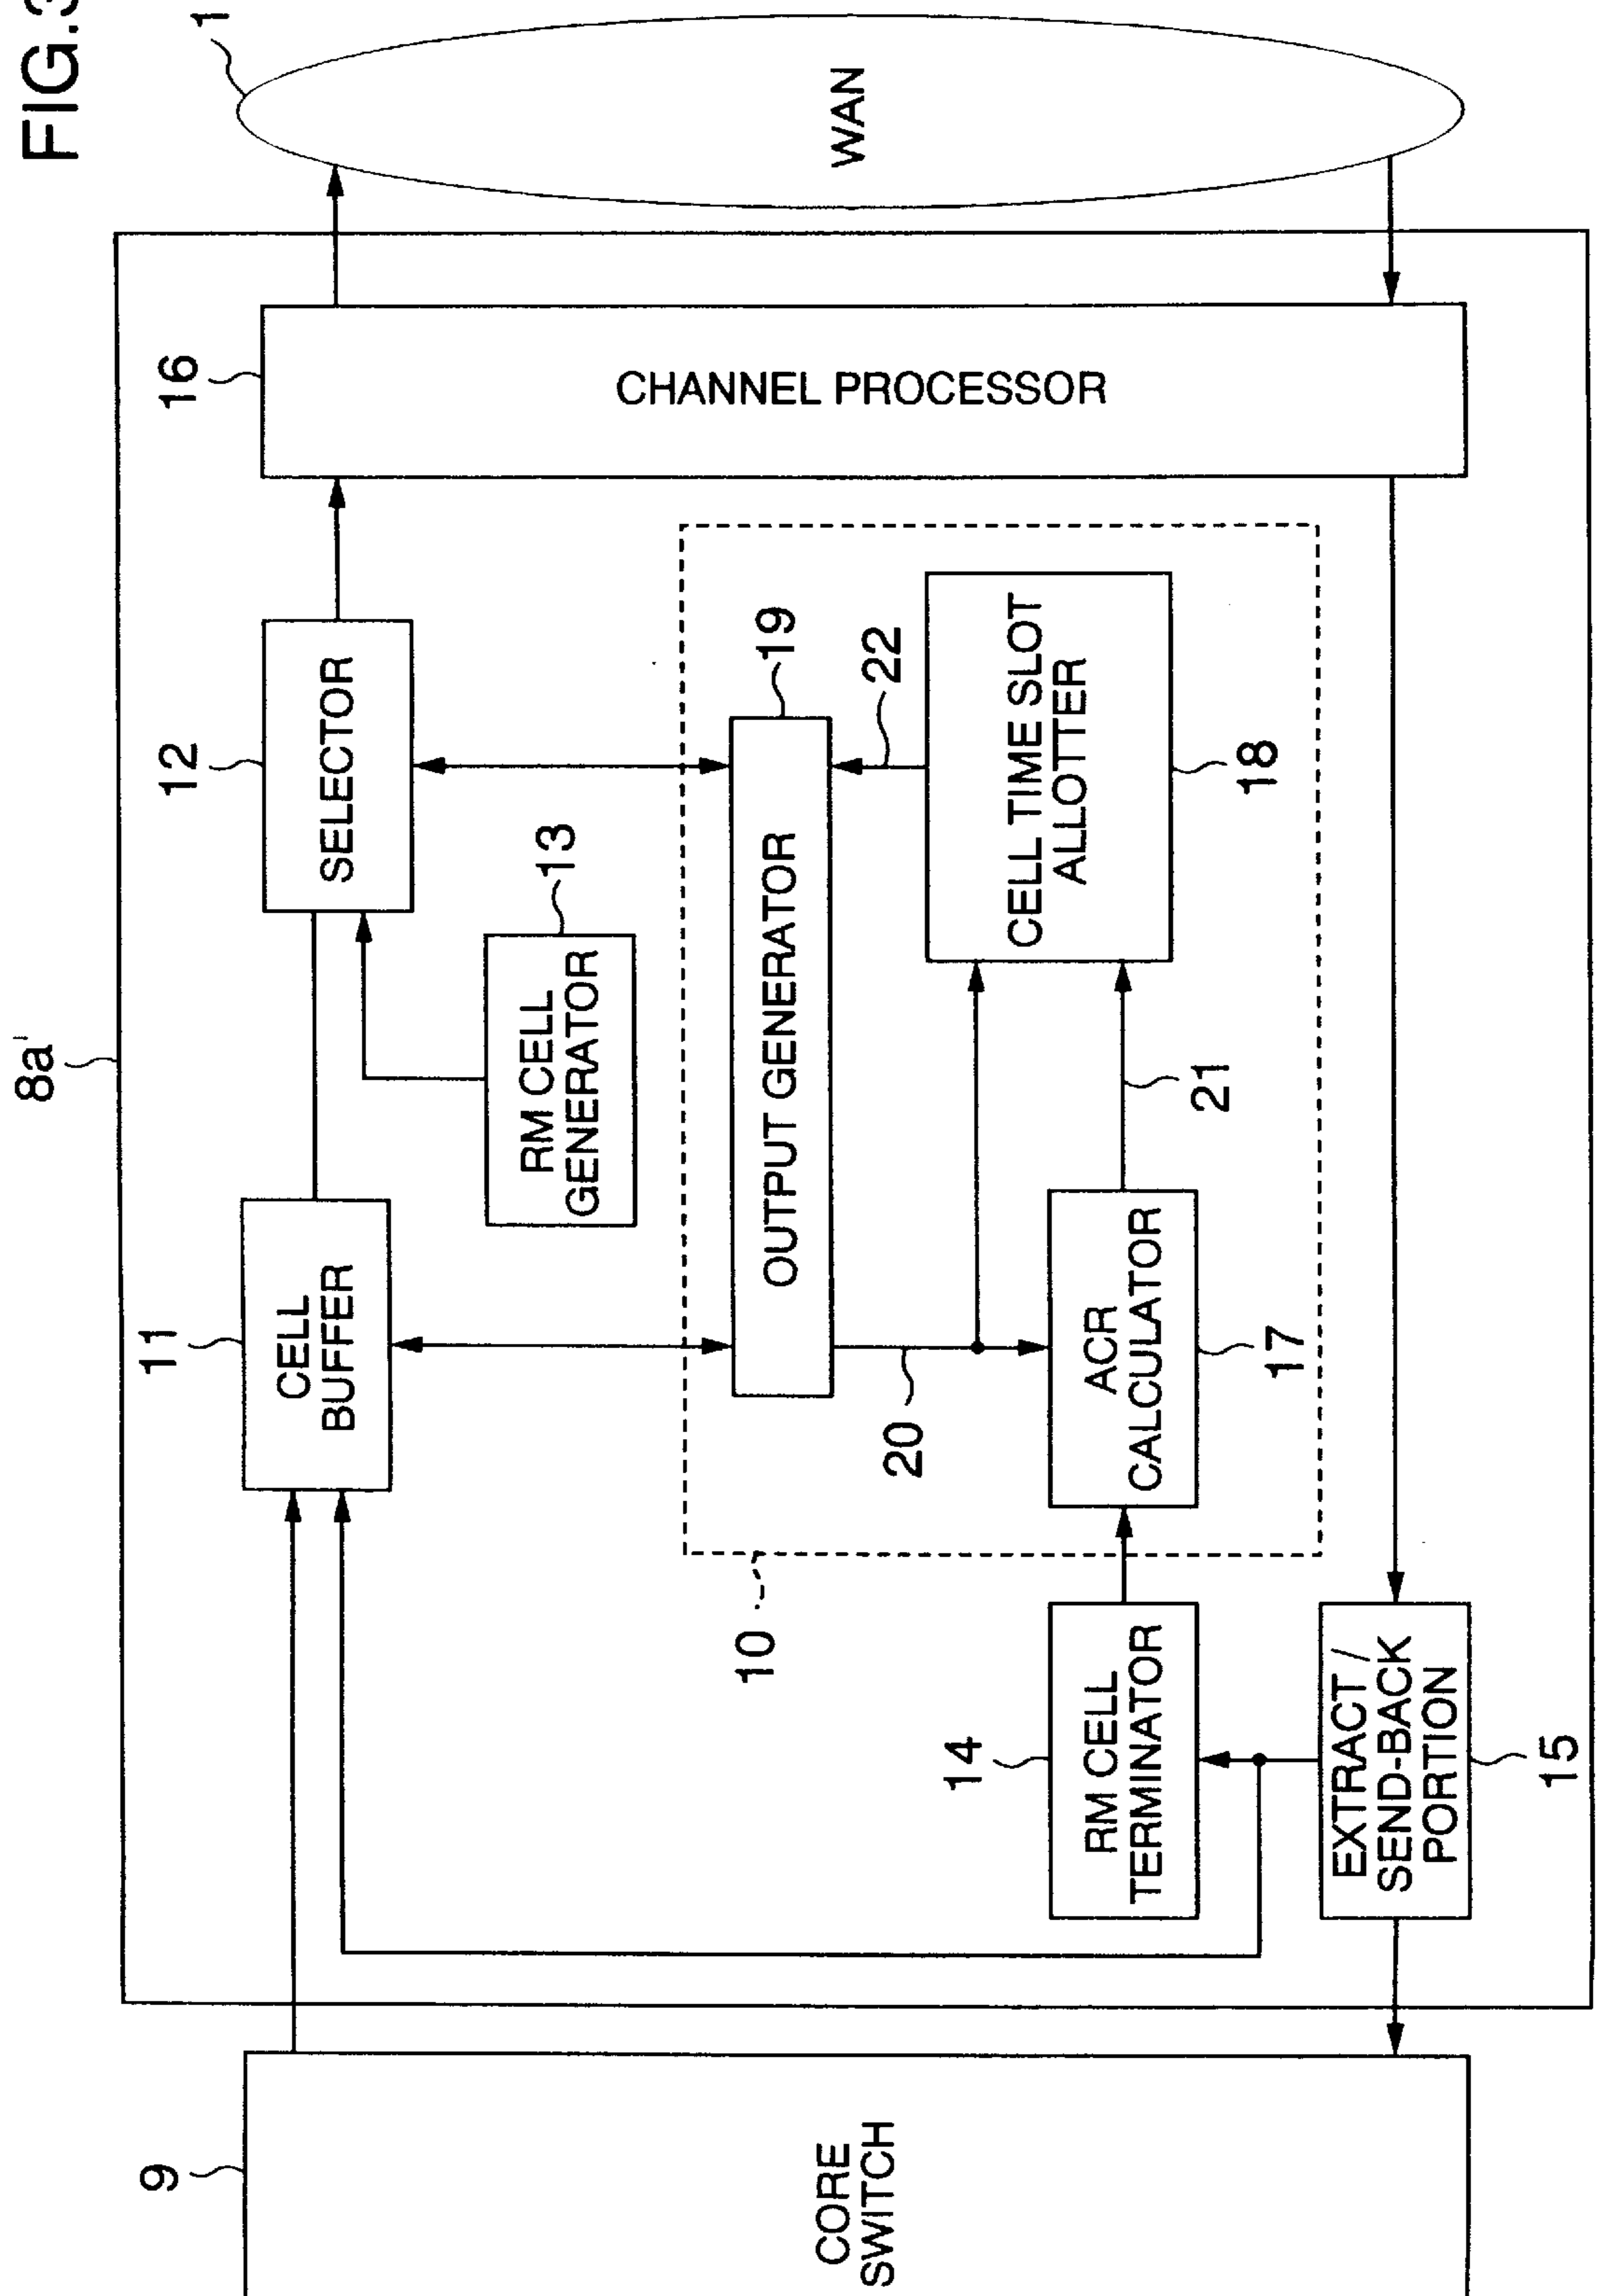 FIG.3
8a'
9
11
12
16
1
CORE
SWITCH
CELL
BUFFER
SELECTOR
CHANNEL PROCESSOR
WAN
RM CELL
GENERATOR
13
10
OUTPUT GENERATOR
19
20
22
14
RM CELL
TERMINATOR
ACR
CALCULATOR
17
21
CELL TIME SLOT
ALLOTTER
18
EXTRACT /
SEND-BACK
PORTION
15